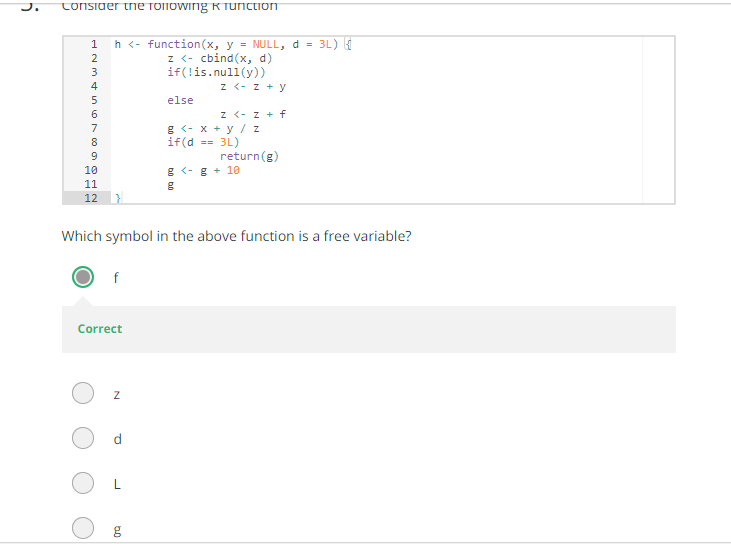 5. Consider the following R function
1 h <- function(x, y = NULL, d = 3L) {
2 z <- cbind(x, d)
3 if(!is.null(y))
4 z <- z + y
5 else
6 z <- z + f
7 g <- x + y / z
8 if(d == 3L)
9 return(g)
10 g <- g + 10
11 g
12 }
Which symbol in the above function is a free variable?
f
Correct
z
d
L
g